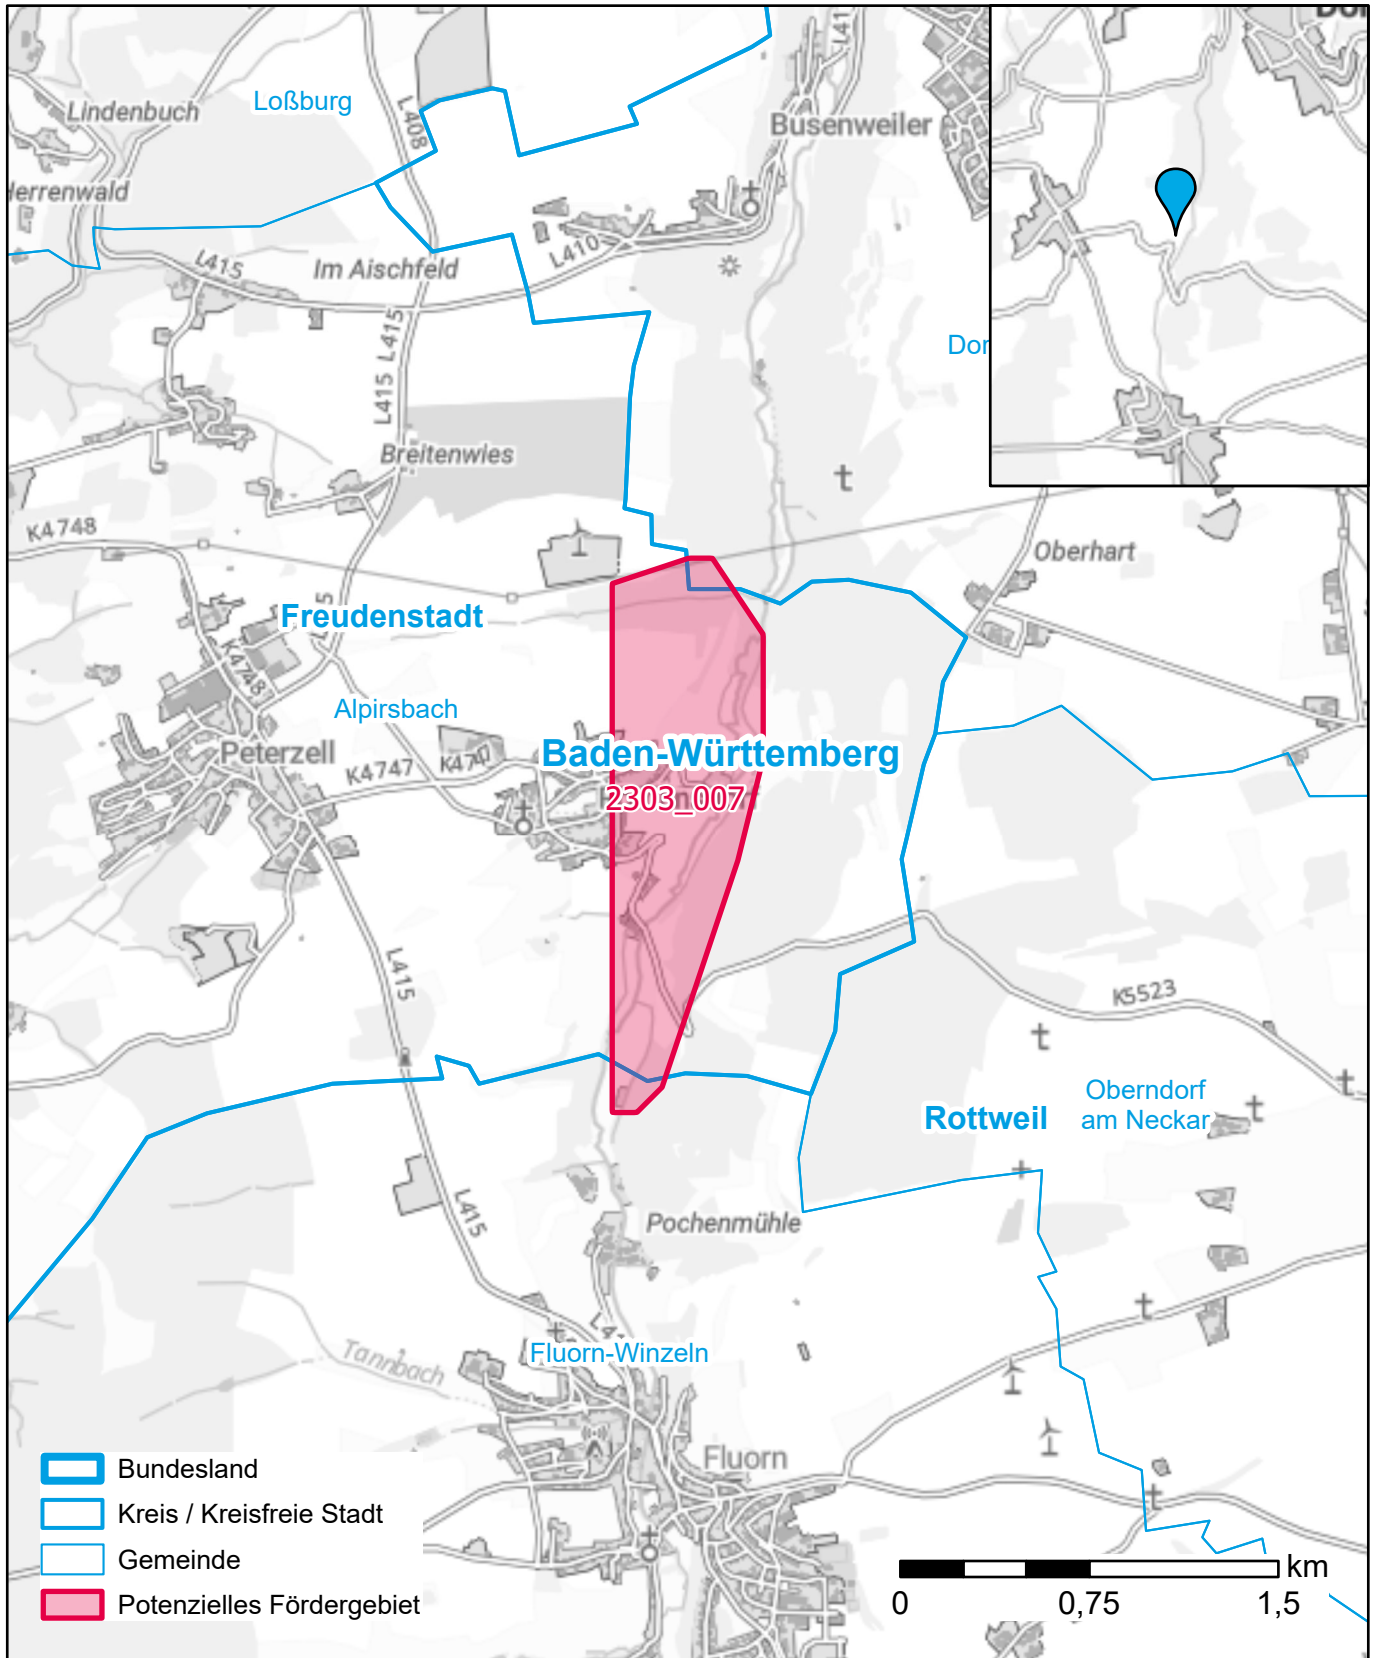 Loßburg
Lindenbuch
L408
L41
Busenweiler
Herrenwald
L415
Im Aischfeld
L410
L415
L415
Dor
Breitenwies
K4748
Oberhart
Freudenstadt
K4748
Alpirsbach
Baden-Württemberg
Peterzell
K4747
2303_007
L415
K5523
Oberndorf
am Neckar
Rottweil
L415
Pochenmühle
Tannbach
Fluorn-Winzeln
Fluorn
Bundesland
Kreis / Kreisfreie Stadt
Gemeinde
Potenzielles Fördergebiet
km
0
0,75
1,5